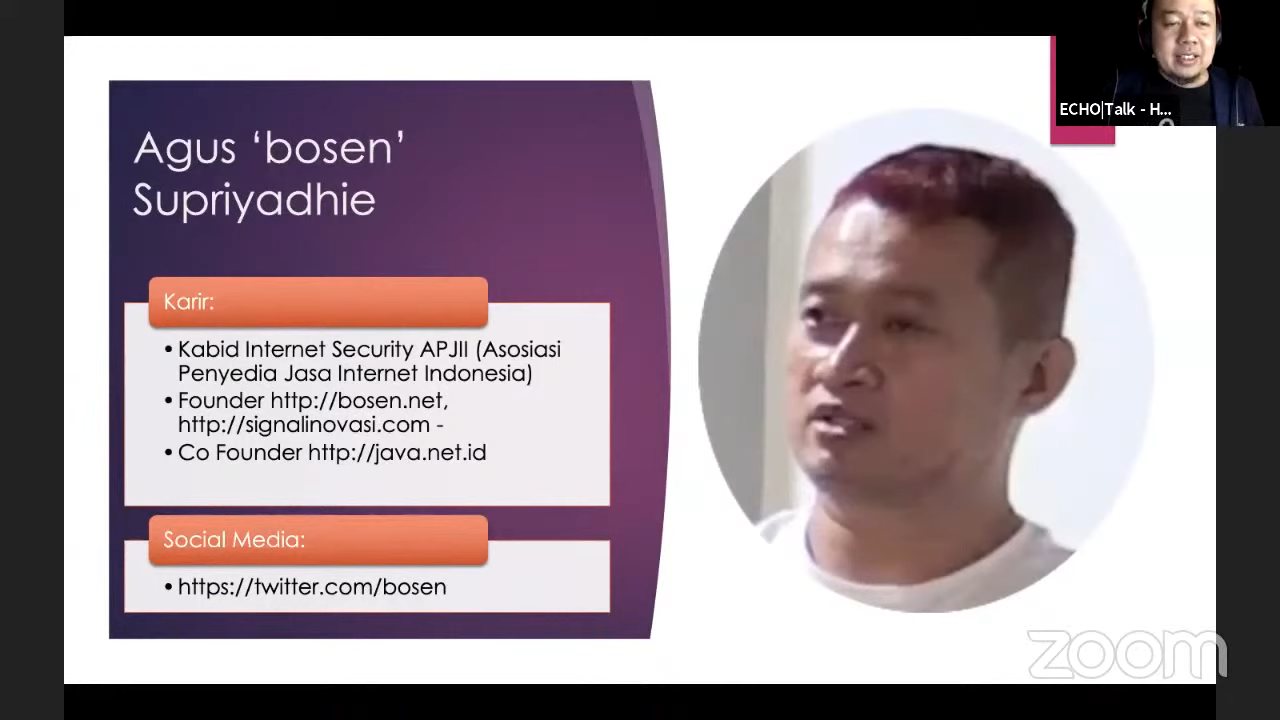 Agus ‘bosen’
Supriyadhie
Karir:
•Kabid Internet Security APJII (Asosiasi
Penyedia Jasa Internet Indonesia)
•Founder http://bosen.net,
http://signalinovasi.com -
•Co Founder http://java.net.id
Social Media:
•https://twitter.com/bosen
ECHO|Talk - H...
zoom